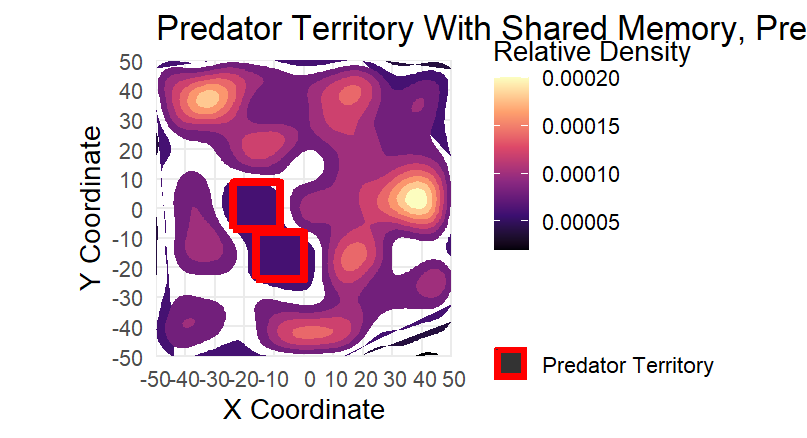 Predator Territory With Shared Memory, Pre
Relative Density
0.00020
0.00015
0.00010
0.00005
Predator Territory
Y Coordinate
50
40
30
20
10
0
-10
-20
-30
-40
-50
-50 -40 -30 -20 -10 0 10 20 30 40 50
X Coordinate